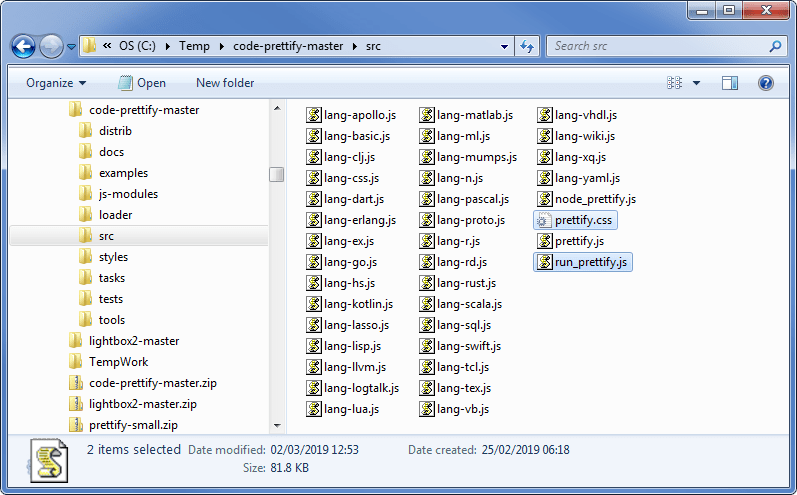 OS (C:) Temp code-prettify-master src Search src
Organize Open New folder
code-prettify-master
distrib
docs
examples
js-modules
loader
src
styles
tasks
tests
tools
lightbox2-master
TempWork
code-prettify-master.zip
lightbox2-master.zip
prettify-small.zip
lang-apollo.js
lang-basic.js
lang-clj.js
lang-css.js
lang-dart.js
lang-erlang.js
lang-ex.js
lang-go.js
lang-hs.js
lang-kotlin.js
lang-lasso.js
lang-lisp.js
lang-llvm.js
lang-logtalk.js
lang-lua.js
lang-matlab.js
lang-ml.js
lang-mumps.js
lang-n.js
lang-pascal.js
lang-proto.js
lang-r.js
lang-rd.js
lang-rust.js
lang-scala.js
lang-sql.js
lang-swift.js
lang-tcl.js
lang-tex.js
lang-vb.js
lang-vhdl.js
lang-wiki.js
lang-xq.js
lang-yaml.js
node_prettify.js
prettify.css
prettify.js
run_prettify.js
2 items selected Date modified: 02/03/2019 12:53 Date created: 25/02/2019 06:18
Size: 81.8 KB